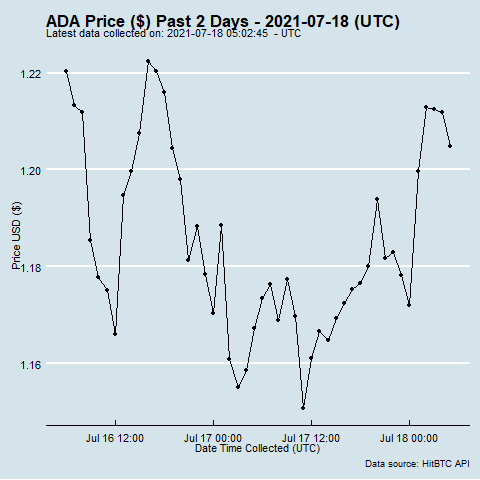 ADA Price ($) Past 2 Days - 2021-07-18 (UTC)
Latest data collected on: 2021-07-18 05:02:45 - UTC
1.22
1.20
1.18
1.16
Price USD ($)
Jul 16 12:00 Jul 17 00:00 Jul 17 12:00 Jul 18 00:00
Date Time Collected (UTC)
Data source: HitBTC API